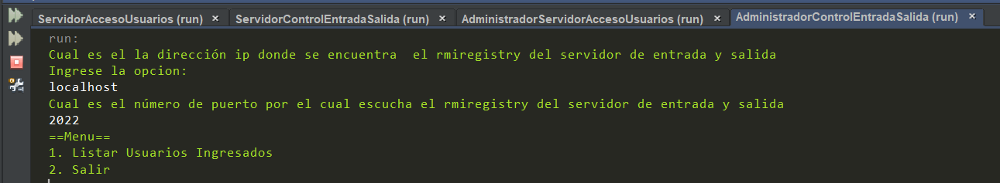 ServidorAccesoUsuarios (run) × ServidorControlEntradaSalida (run) × AdministradorServidorAccesoUsuarios (run) × AdministradorControlEntradaSalida (run) ×
run:
Cual es el la dirección ip donde se encuentra  el rmiregistry del servidor de entrada y salida
Ingrese la opcion:
localhost
Cual es el número de puerto por el cual escucha el rmiregistry del servidor de entrada y salida
2022
==Menu==
1. Listar Usuarios Ingresados
2. Salir